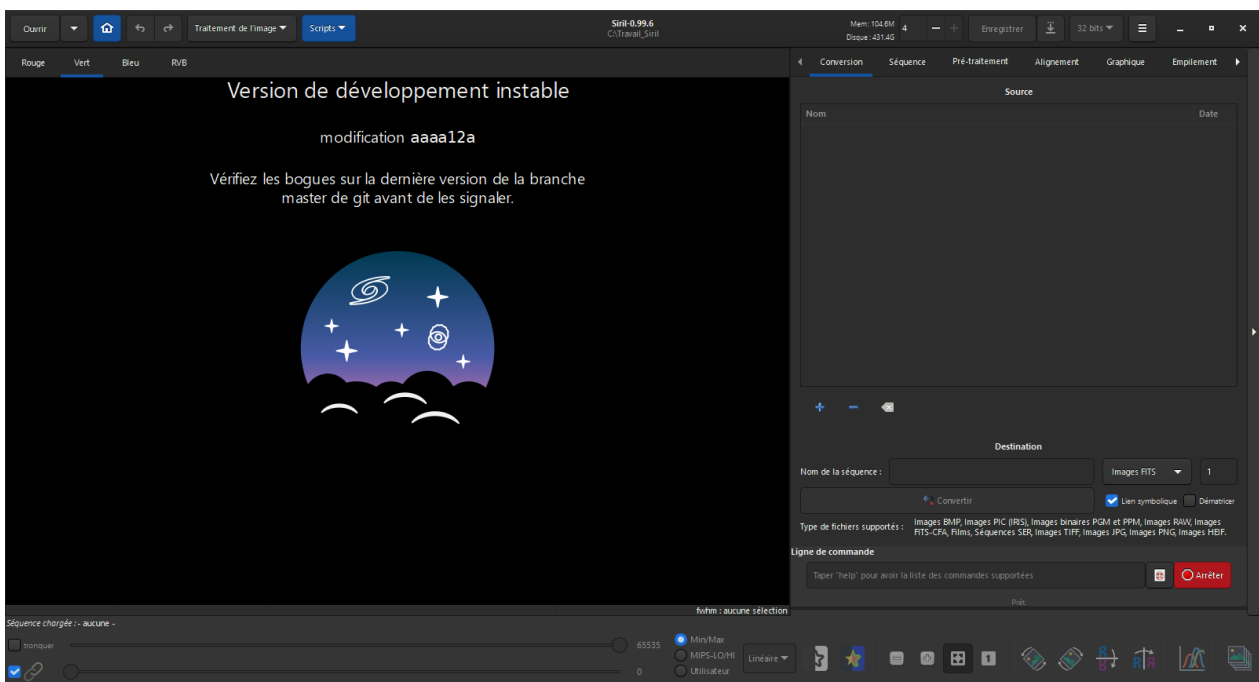 Ouvrir
Traitement de l'image
Scripts
Siril-0.99.6
C:\Travail_Siril
Mem: 104.6M
Disque : 431.4G
4
Enregistrer
32 bits
Rouge
Vert
Bleu
RVB
Conversion
Séquence
Pré-traitement
Alignement
Graphique
Empilement
Version de développement instable
modification aaaa12a
Vérifiez les bogues sur la dernière version de la branche
master de git avant de les signaler.
Source
Nom
Date
Destination
Nom de la séquence :
Images FITS
1
Convertir
Lien symbolique
Dématricer
Type de fichiers supportés :
Images BMP, Images PIC (IRIS), Images binaires PGM et PPM, Images RAW, Images
FITS-CFA, Films, Séquences SER, Images TIFF, Images JPG, Images PNG, Images HEIF.
Ligne de commande
Taper "help" pour avoir la liste des commandes supportées
Arrêter
Prêt.
fwhm : aucune sélection
Séquence chargée : - aucune -
tronquer
65535
0
Min/Max
MIPS-LO/HI
Utilisateur
Linéaire
1
R
R
R
R